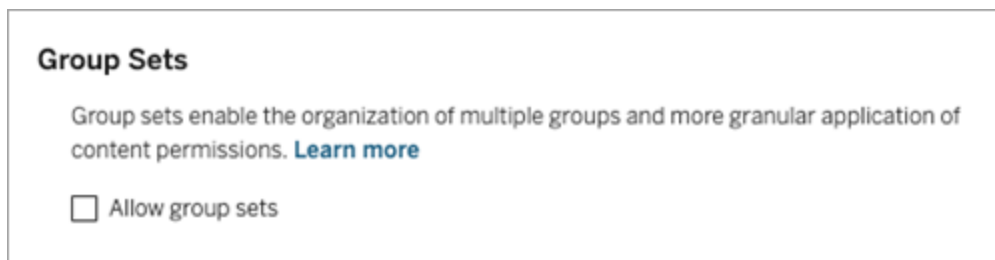 Group Sets
Group sets enable the organization of multiple groups and more granular application of
content permissions. Learn more
Allow group sets